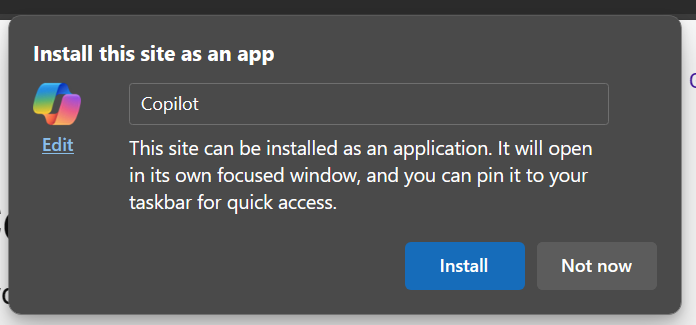 Install this site as an app
Copilot
Edit
This site can be installed as an application. It will open
in its own focused window, and you can pin it to your
taskbar for quick access.
Install
Not now